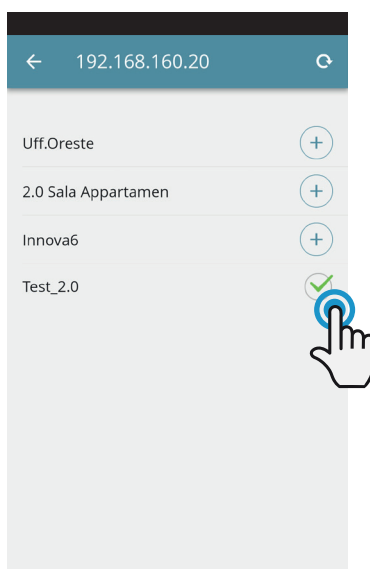 192.168.160.20
Uff.Oreste
2.0 Sala Appartamen
Innova6
Test_2.0